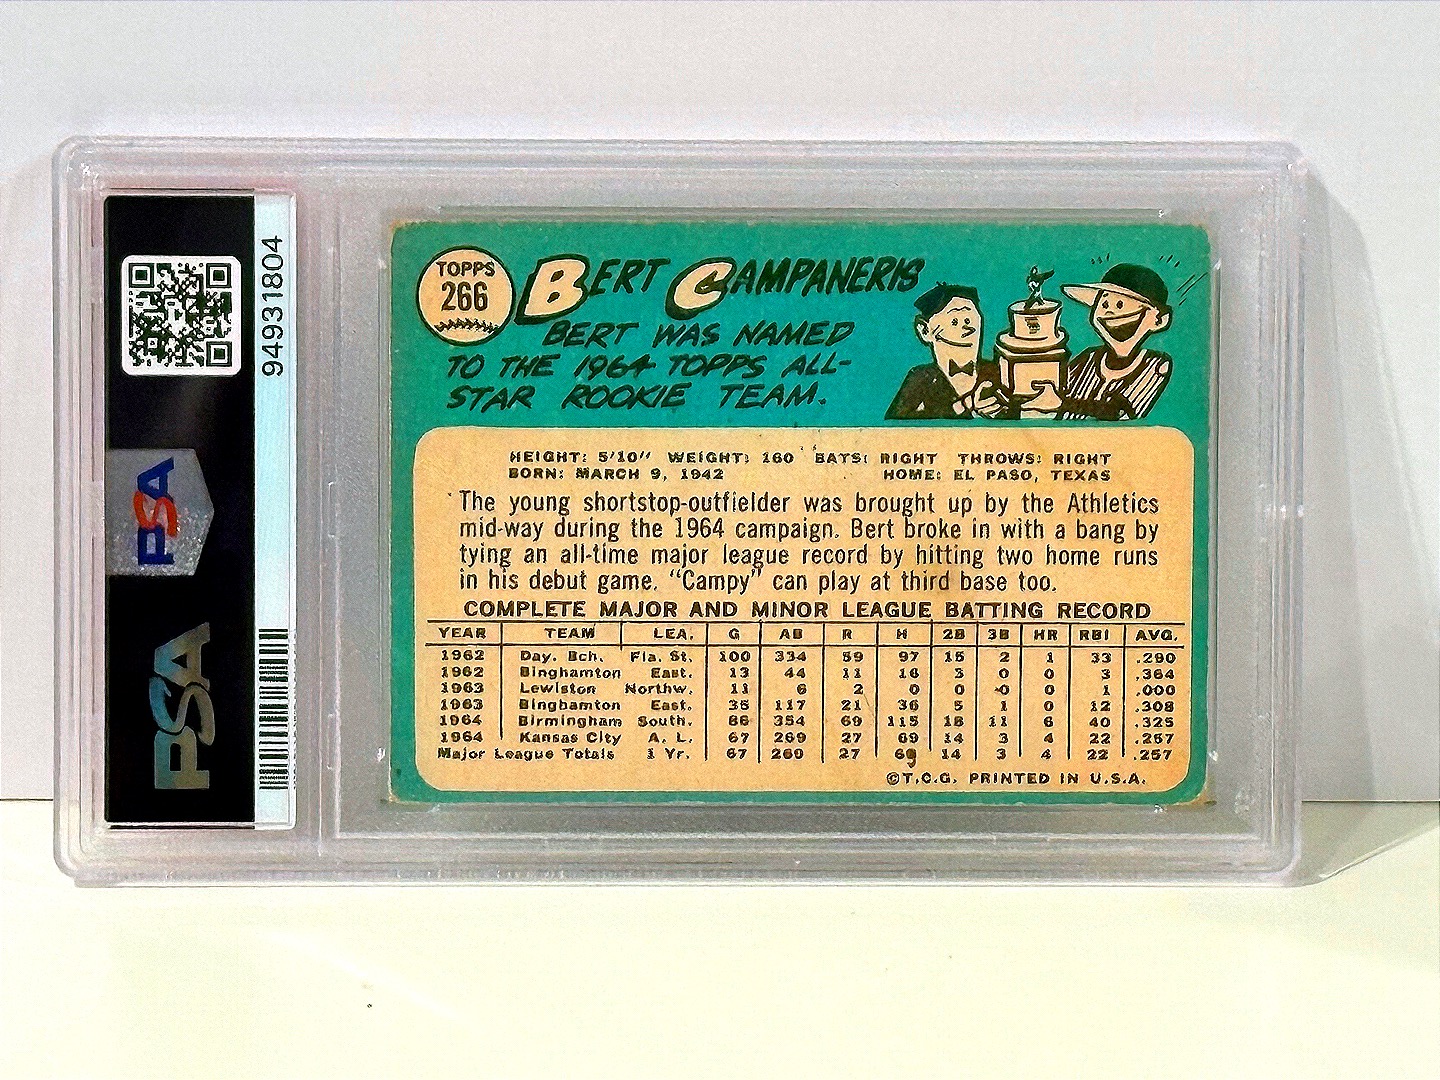 94931804
PSA
PSA
TOPPS
266
BERT CAMPANERIS
BERT WAS NAMED
TO THE 1964 TOPPS ALL-
STAR ROOKIE TEAM.
HEIGHT: 5'10" WEIGHT: 160 BATS: RIGHT THROWS: RIGHT
BORN: MARCH 9, 1942 HOME: EL PASO, TEXAS
The young shortstop-outfielder was brought up by the Athletics
mid-way during the 1964 campaign. Bert broke in with a bang by
tying an all-time major league record by hitting two home runs
in his debut game. "Campy" can play at third base too.
COMPLETE MAJOR AND MINOR LEAGUE BATTING RECORD
YEAR TEAM LEA. G AB R H 2B 3B HR RBI AVG.
1962 Day. Bch. Fla. St. 100 334 59 97 15 2 1 33 .290
1962 Binghamton East. 13 44 11 16 3 0 0 3 .364
1963 Lewiston Northw. 11 6 2 0 0 0 0 1 .000
1963 Binghamton East. 35 117 21 36 5 1 0 12 .308
1964 Birmingham South. 86 354 69 115 18 11 6 40 .325
1964 Kansas City A. L. 67 269 27 69 14 3 4 22 .257
Major League Totals 1 Yr. 67 269 27 69 14 3 4 22 .257
©T.C.G. PRINTED IN U.S.A.